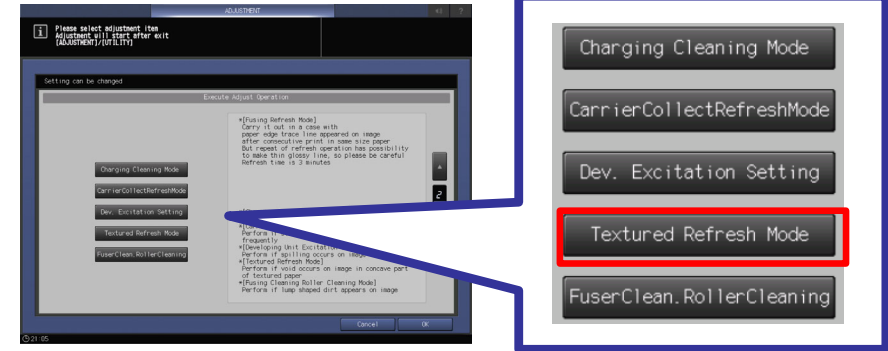 ADJUSTMENT
?
i
Please select adjustment item
Adjustment will start after exit
[ADJUSTMENT]/[UTILITY]
Setting can be changed
Execute Adjust Operation
Charging Cleaning Mode
CarrierCollectRefreshMode
Dev. Excitation Setting
Textured Refresh Mode
FuserClean.RollerCleaning
*[Fusing Refresh Mode]
Carry it out in a case with
paper edge trace line appeared on image
after consecutive print in same size paper
But repeat of refresh operation has possibility
to make thin glossy line, so please be careful
Refresh time is 3 minutes
Perform if
frequently
*[Developing Unit Excita
Perform if spilling occurs on imag
*[Textured Refresh Mode]
Perform if void occurs on image in concave part
of textured paper
*[Fusing Cleaning Roller Cleaning Mode]
Perform if lump shaped dirt appears on image
2
Cancel
OK
21:05
Charging Cleaning Mode
CarrierCollectRefreshMode
Dev. Excitation Setting
Textured Refresh Mode
FuserClean.RollerCleaning